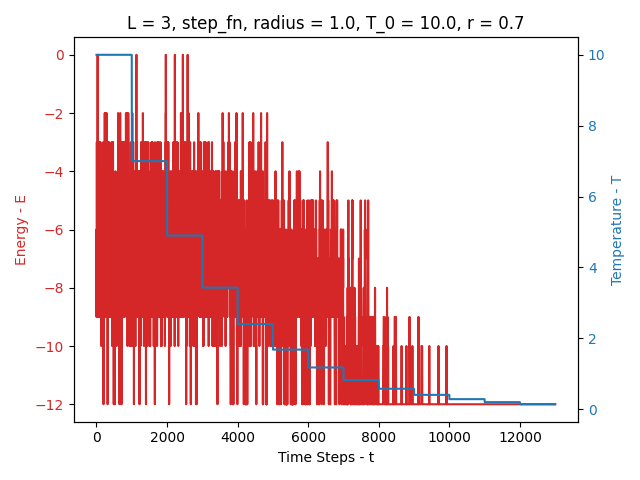 L = 3, step_fn, radius = 1.0, T_0 = 10.0, r = 0.7
Energy - E
0
−2
−4
−6
−8
−10
−12
10
8
6
4
2
0
Temperature - T
0 2000 4000 6000 8000 10000 12000
Time Steps - t